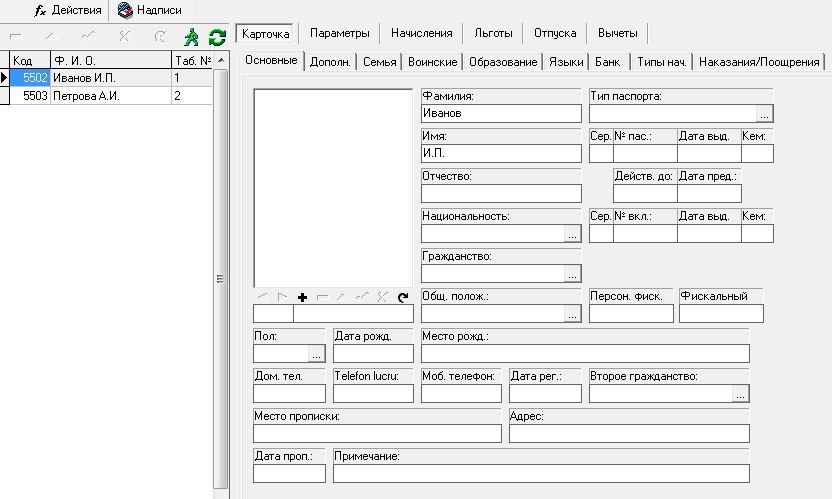 fx Действия Надписи
Карточка Параметры Начисления Льготы Отпуска Вычеты
Код Ф. И. О. Таб. №
5502 Иванов И.П. 1
5503 Петрова А.И. 2
Основные Дополн. Семья Воинские Образование Языки Банк Типы нач. Наказания/Поощрения
Фамилия: Тип паспорта:
Иванов ...
Имя: Сер. № пас.: Дата выд. Кем:
И.П.
Отчество: Действ. до: Дата пред.:
Национальность: Сер. № вкл.: Дата выд. Кем:
...
Гражданство:
...
Общ. полож.: Персон. фиск. Фискальный
...
Пол: Дата рожд. Место рожд.:
...
Дом. тел. Telefon lucru: Моб. телефон: Дата рег.: Второе гражданство:
...
Место прописки: Адрес:
Дата проп.: Примечание: